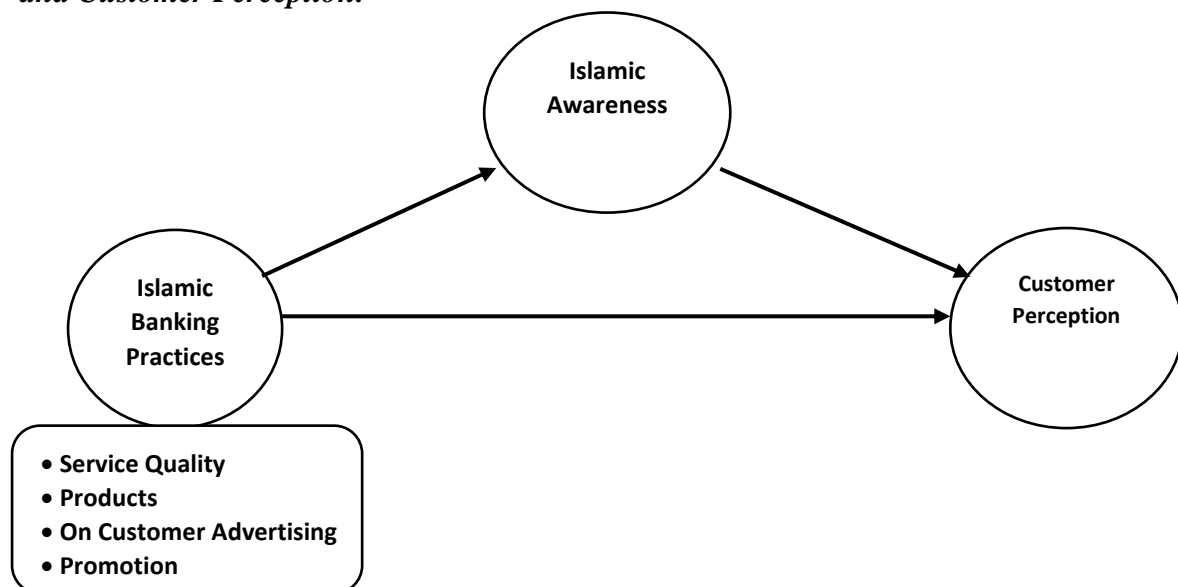 and Customer Perception.
Islamic
Awareness
Islamic
Banking
Practices
Customer
Perception
• Service Quality
• Products
• On Customer Advertising
• Promotion